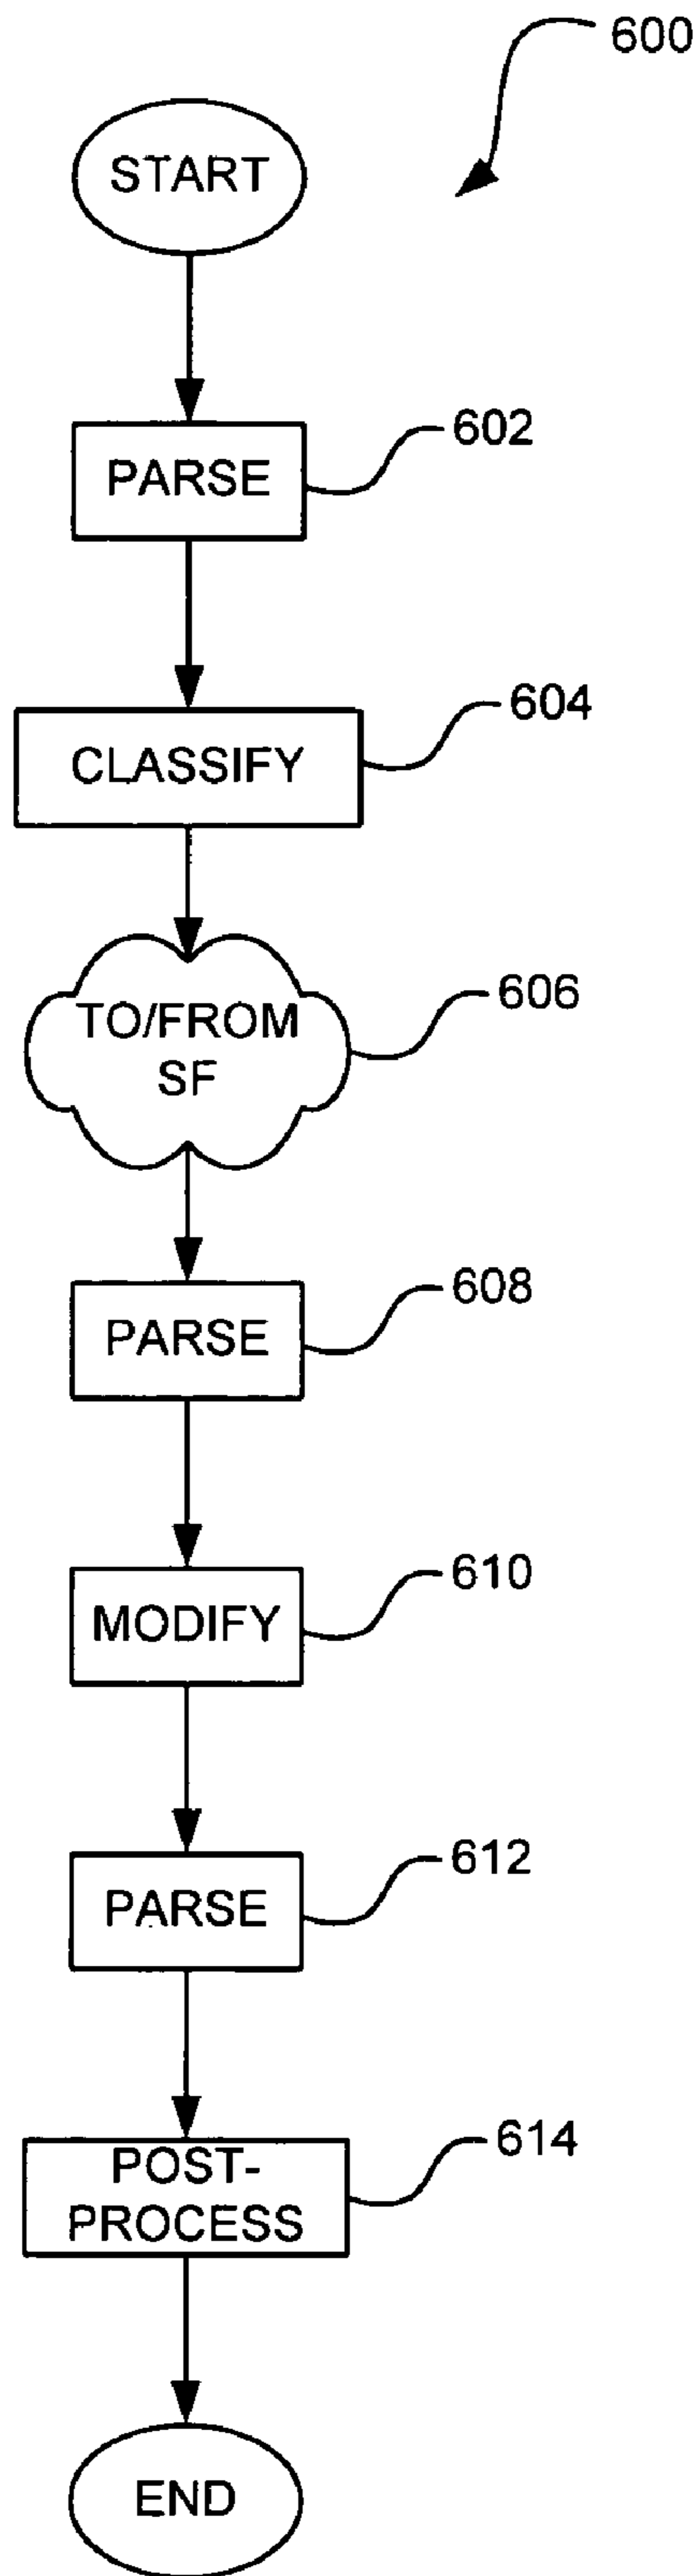 600
START
602
PARSE
604
CLASSIFY
606
TO/FROM
SF
608
PARSE
610
MODIFY
612
PARSE
614
POST-
PROCESS
END